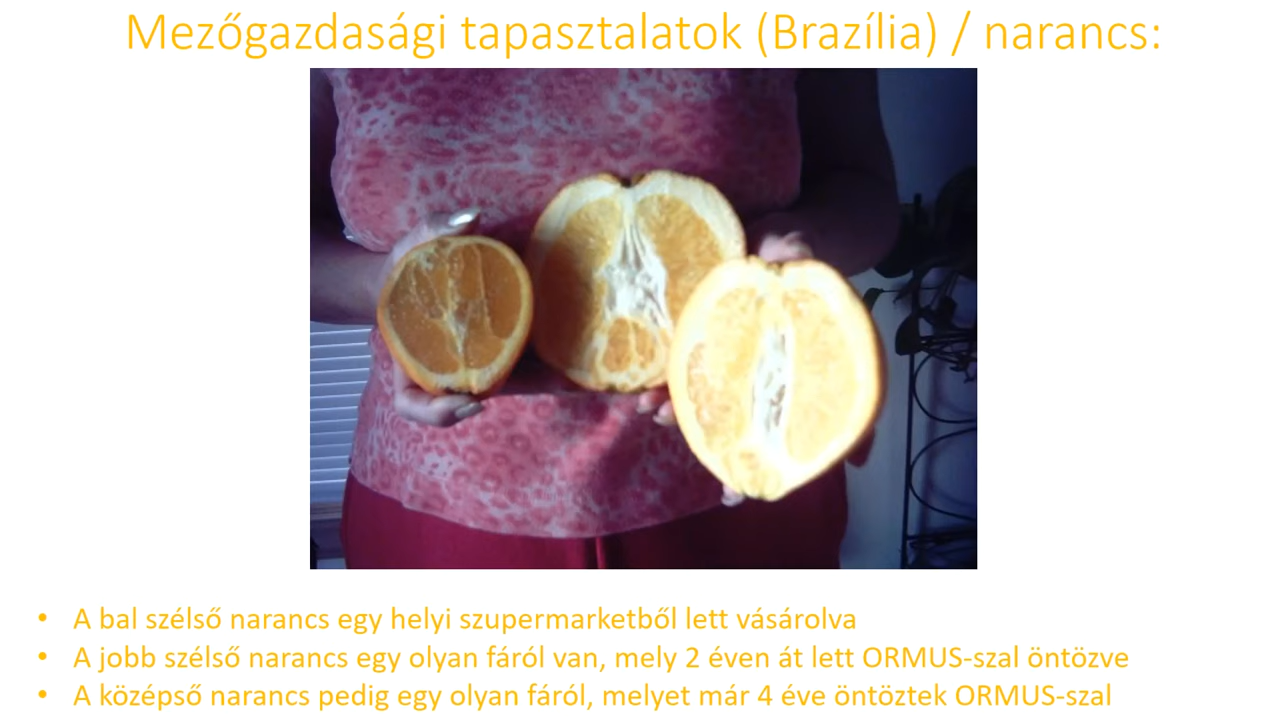 Mezőgazdasági tapasztalatok (Brazília) / narancs:
• A bal szélső narancs egy helyi szupermarketből lett vásárolva
• A jobb szélső narancs egy olyan fáról van, mely 2 éven át lett ORMUS-szal öntözve
• A középső narancs pedig egy olyan fáról, melyet már 4 éve öntöztek ORMUS-szal